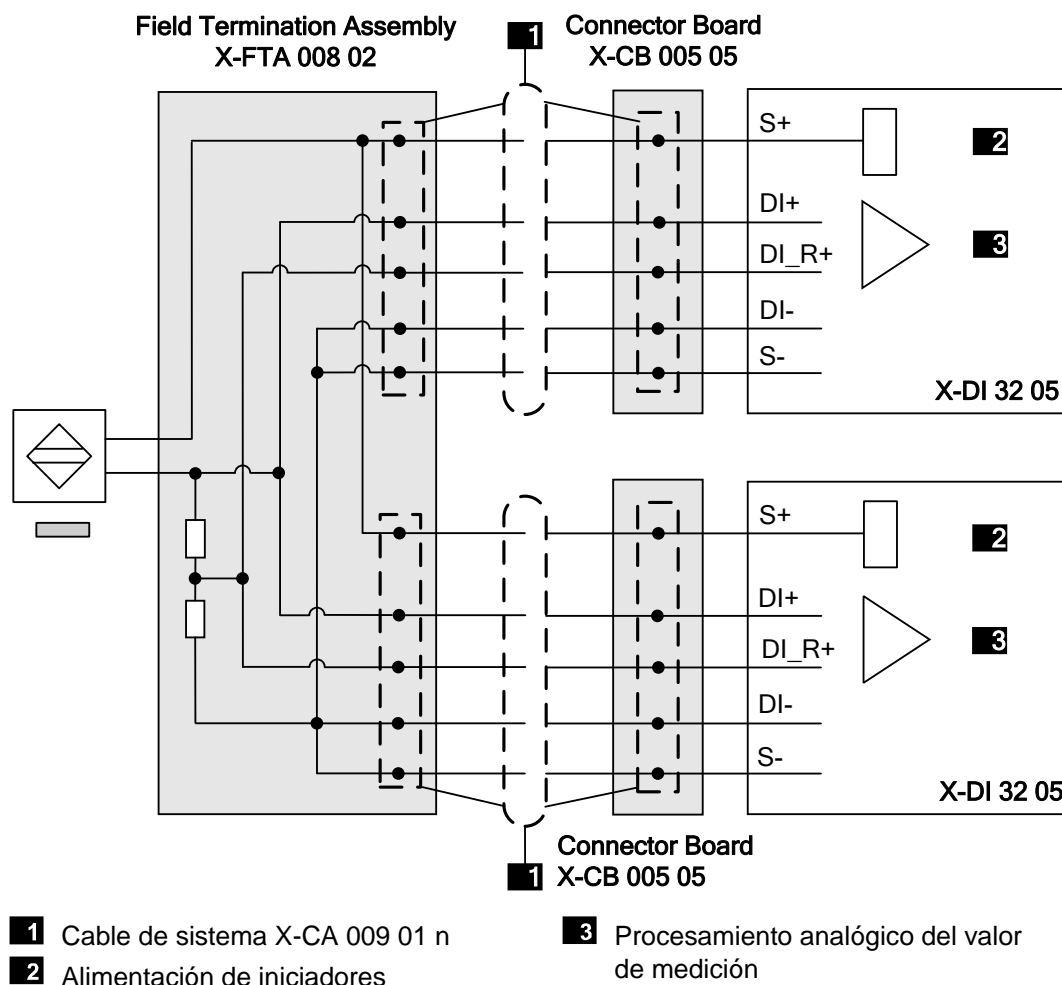 Field Termination Assembly
X-FTA 008 02
1
Connector Board
X-CB 005 05
S+
2
DI+
3
DI_R+
DI-
S-
X-DI 32 05
S+
2
DI+
3
DI_R+
DI-
S-
X-DI 32 05
Connector Board
1
X-CB 005 05
1 Cable de sistema X-CA 009 01 n
2 Alimentación de iniciadores
3 Procesamiento analógico del valor
de medición